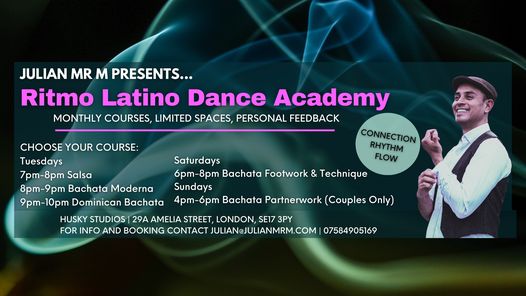 JULIAN MR M PRESENTS...
Ritmo Latino Dance Academy
MONTHLY COURSES, LIMITED SPACES, PERSONAL FEEDBACK
CONNECTION
RHYTHM
FLOW
CHOOSE YOUR COURSE:
Tuesdays
7pm-8pm Salsa
8pm-9pm Bachata Moderna
9pm-10pm Dominican Bachata
Saturdays
6pm-8pm Bachata Footwork & Technique
Sundays
4pm-6pm Bachata Partnerwork (Couples Only)
HUSKY STUDIOS | 29A AMELIA STREET, LONDON, SE17 3PY
FOR INFO AND BOOKING CONTACT JULIAN@JULIANMRM.COM | 07584905169